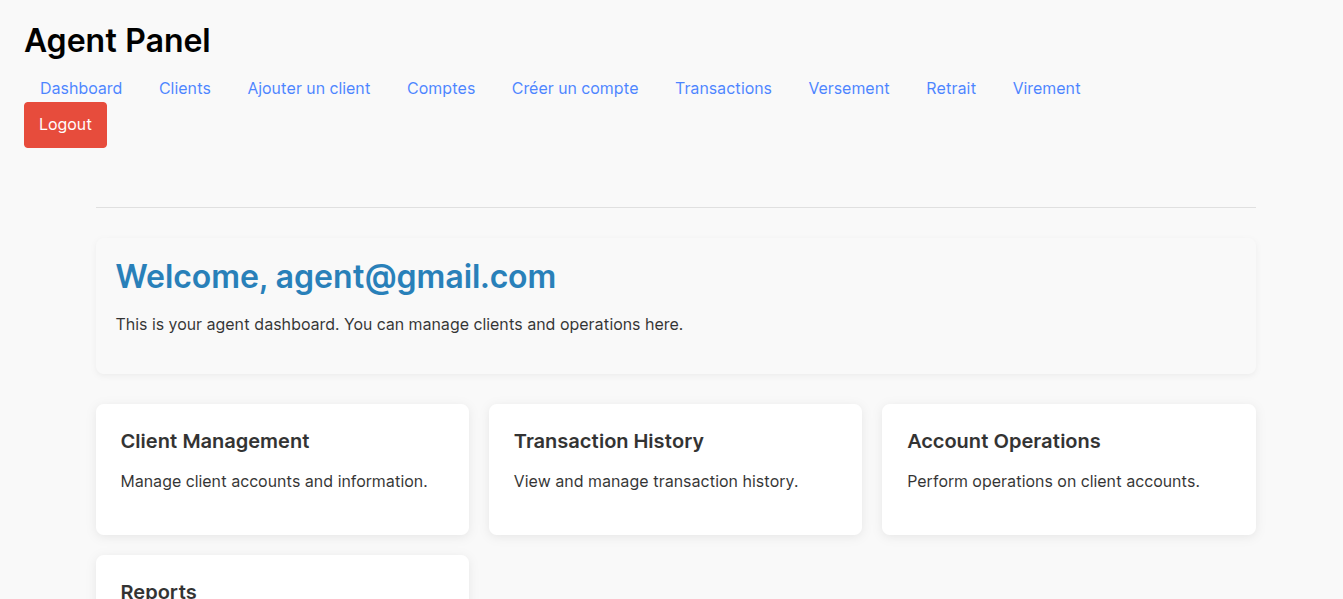 Agent Panel
Dashboard Clients Ajouter un client Comptes Créer un compte Transactions Versement Retrait Virement
Logout
Welcome, agent@gmail.com
This is your agent dashboard. You can manage clients and operations here.
Client Management
Manage client accounts and information.
Transaction History
View and manage transaction history.
Account Operations
Perform operations on client accounts.
Reports